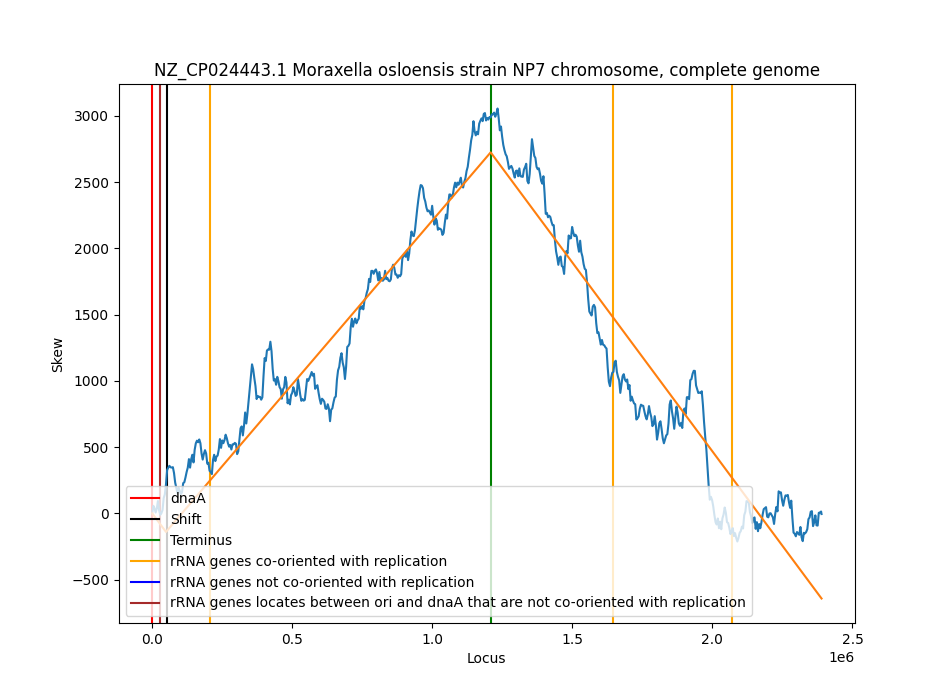 NZ_CP024443.1 Moraxella osloensis strain NP7 chromosome, complete genome
Skew
3000
2500
2000
1500
1000
500
0
−500
dnaA
Shift
Terminus
rRNA genes co-oriented with replication
rRNA genes not co-oriented with replication
rRNA genes locates between ori and dnaA that are not co-oriented with replication
0.0 0.5 1.0 1.5 2.0 2.5
1e6
Locus